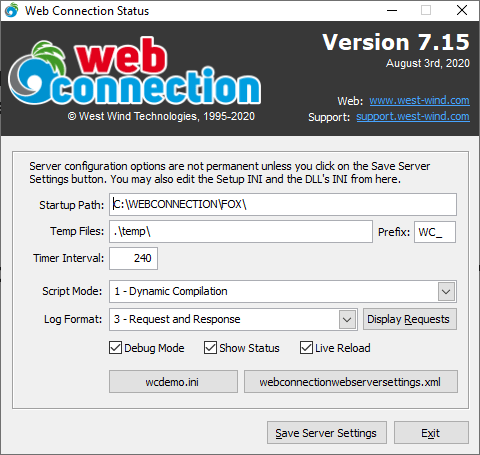 Web Connection Status
Version 7.15
August 3rd, 2020
web
connection
© West Wind Technologies, 1995-2020
Web: www.west-wind.com
Support: support.west-wind.com
Server configuration options are not permanent unless you click on the Save Server
Settings button. You may also edit the Setup INI and the DLL's INI from here.
Startup Path: C:\WEBCONNECTION\FOX\
Temp Files: .\temp\ Prefix: WC_
Timer Interval: 240
Script Mode: 1 - Dynamic Compilation
Log Format: 3 - Request and Response Display Requests
Debug Mode Show Status Live Reload
wcdemo.ini webconnectionwebserversettings.xml
Save Server Settings Exit